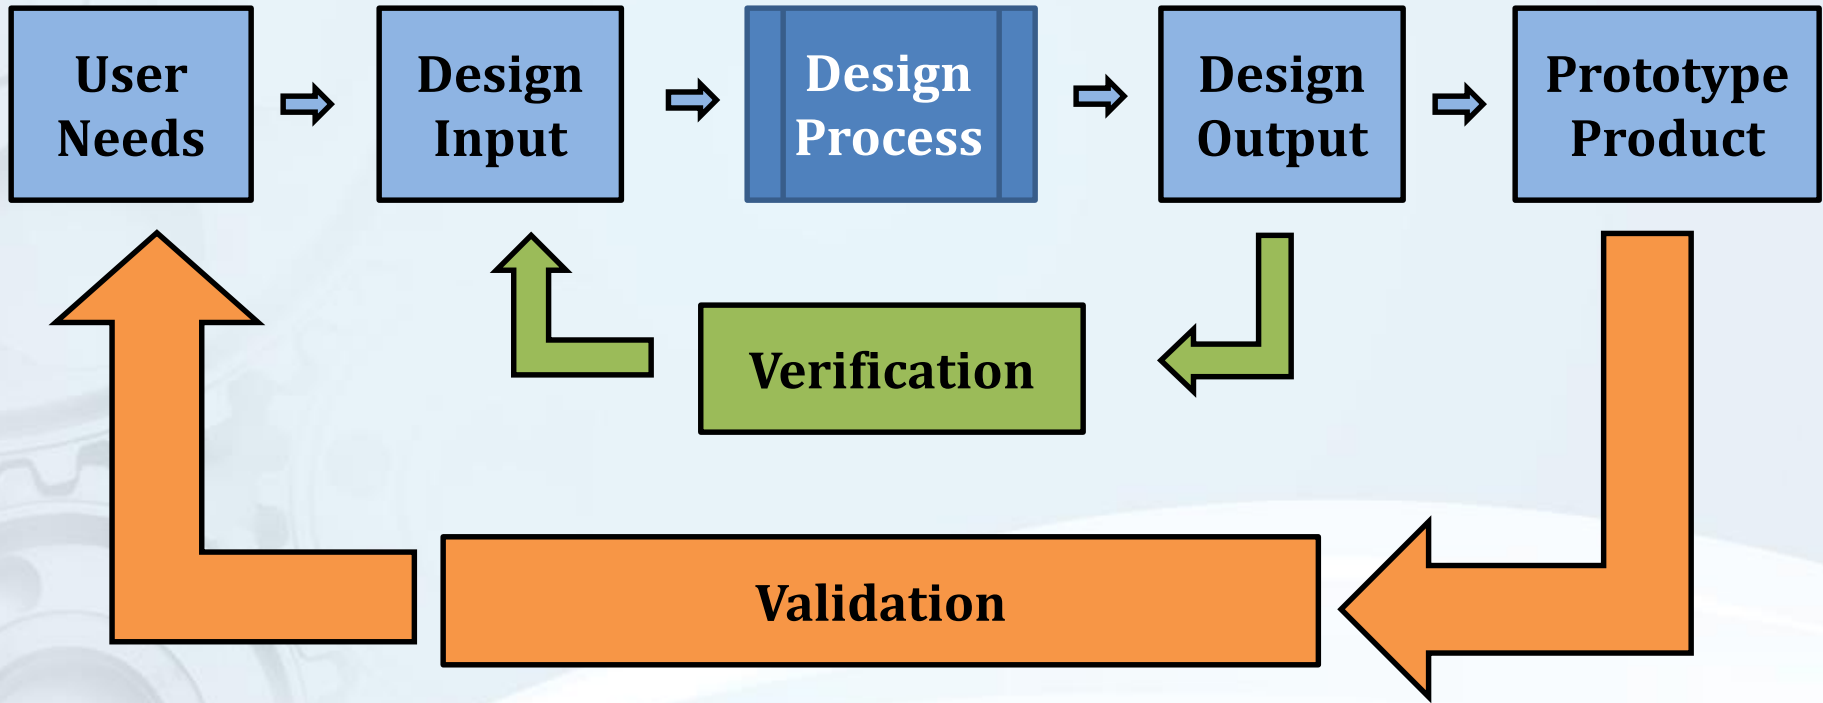 User
Needs
Design
Input
Design
Process
Design
Output
Prototype
Product
Verification
Validation